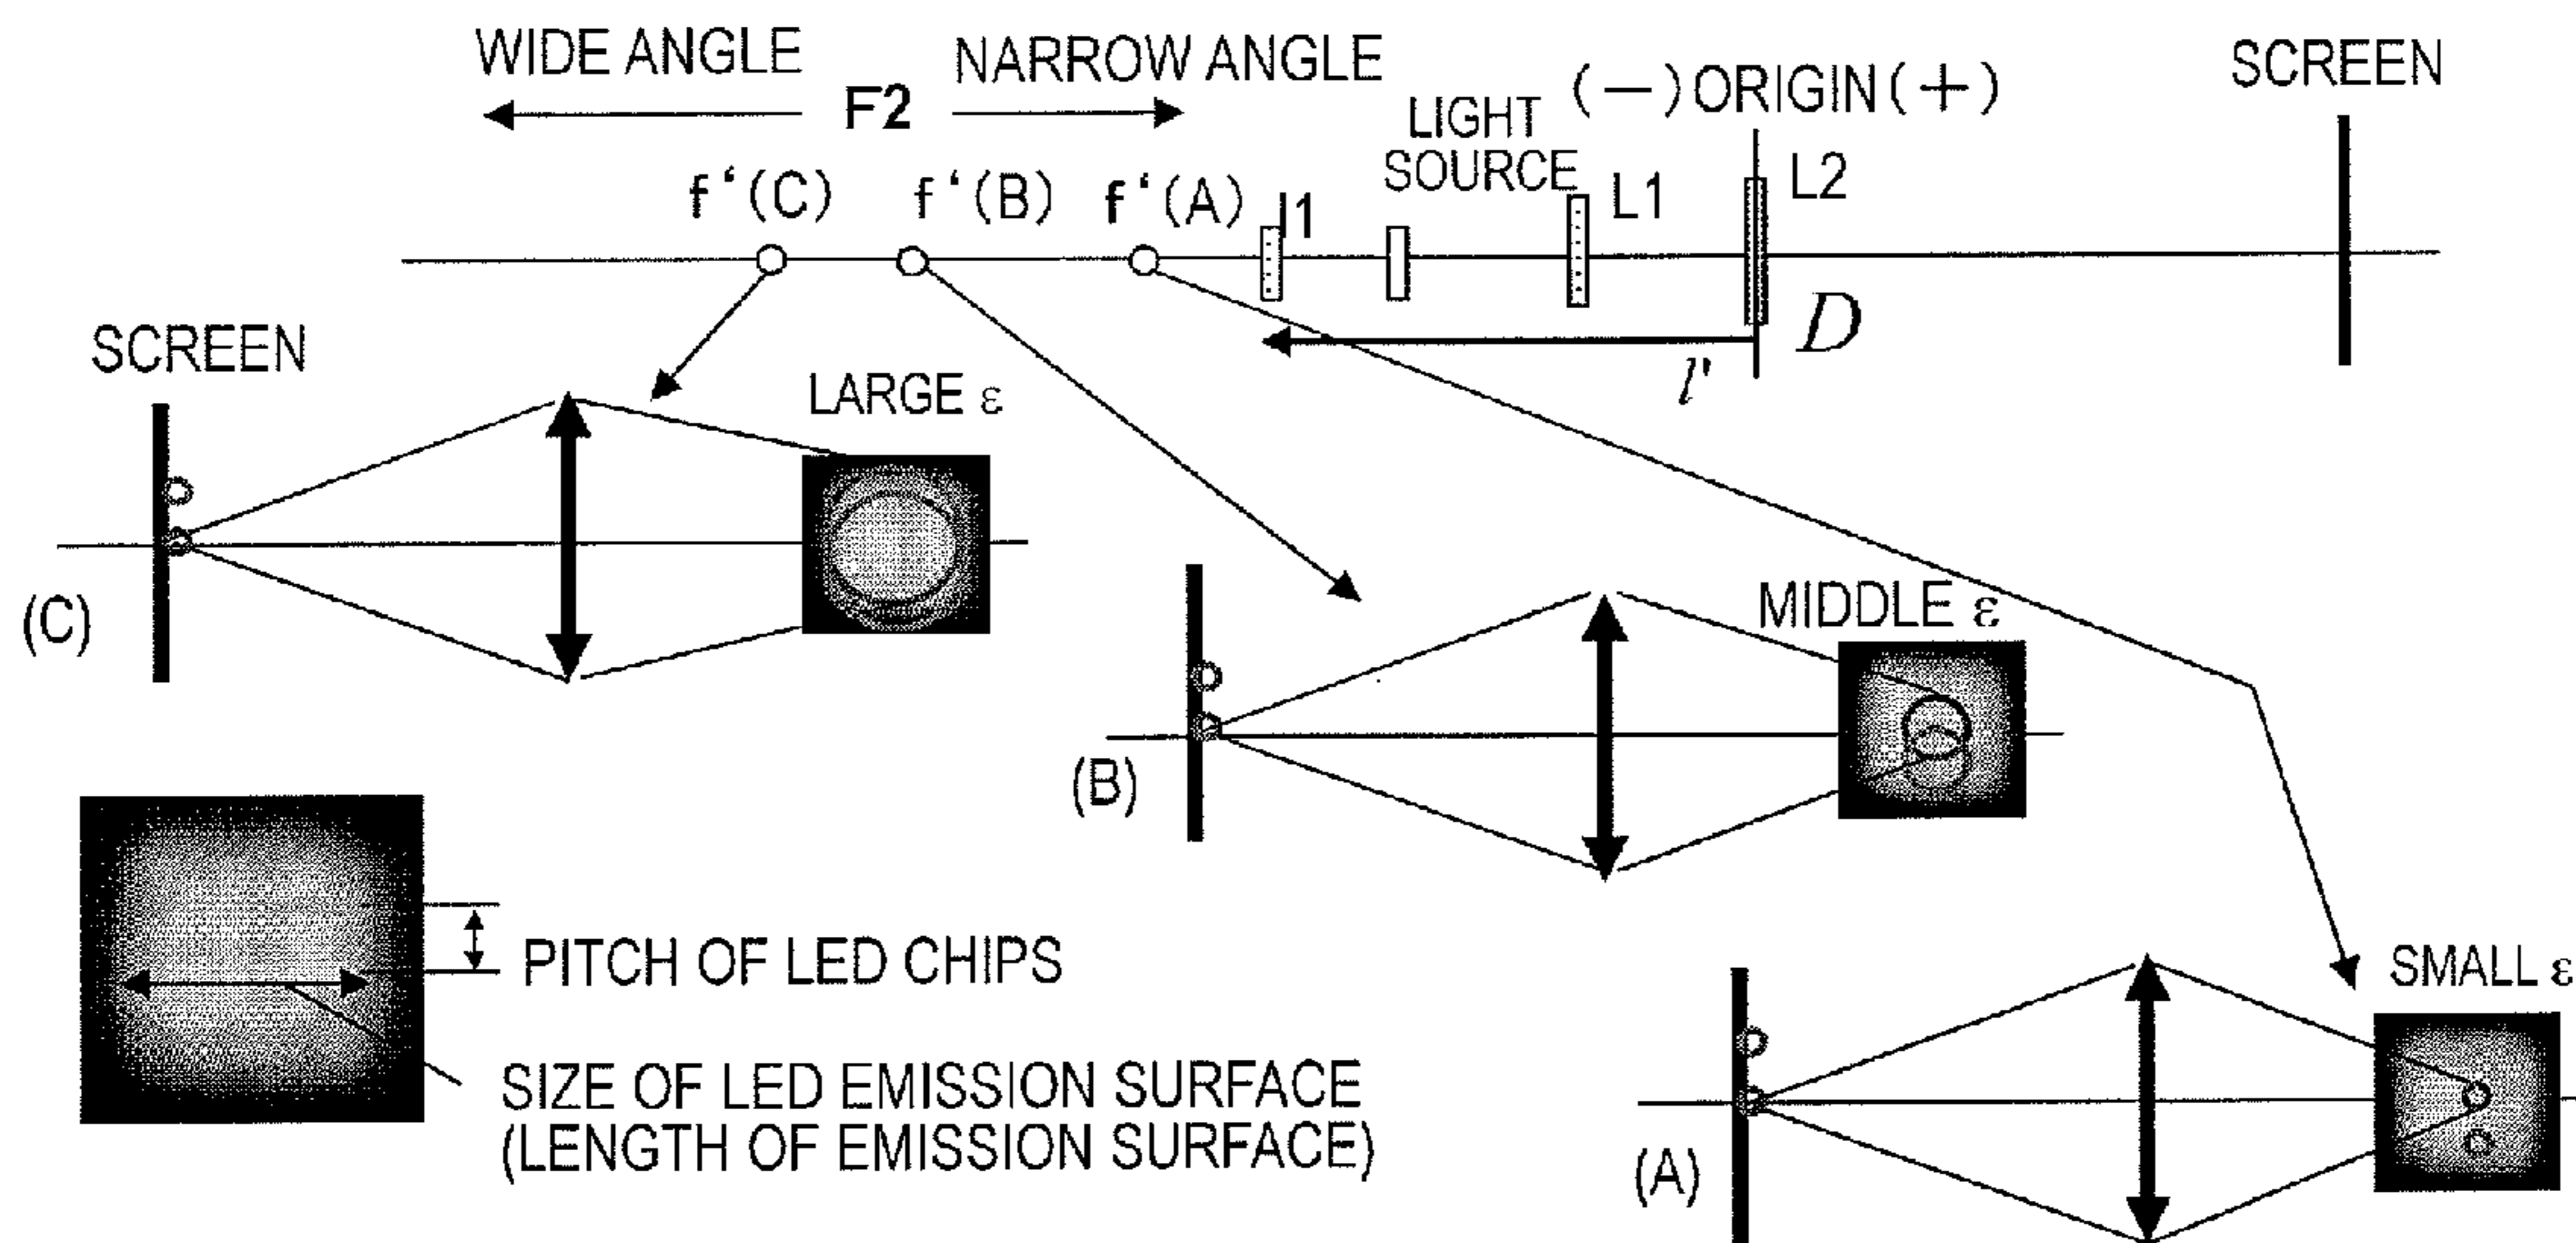 WIDE ANGLE
F2
NARROW ANGLE
LIGHT
SOURCE
(−)ORIGIN(+)
SCREEN
f‘(C)
f‘(B)
f‘(A)
I1
L1
L2
D
l'
SCREEN
LARGE ε
(C)
MIDDLE ε
(B)
PITCH OF LED CHIPS
SIZE OF LED EMISSION SURFACE
(LENGTH OF EMISSION SURFACE)
SMALL ε
(A)